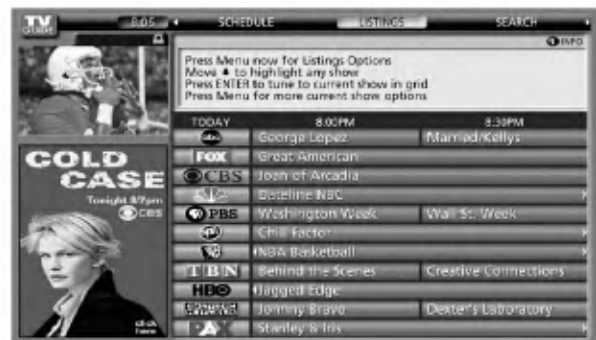 TV GUIDE
8:05 SCHEDULE LISTINGS SEARCH
INFO
Press Menu now for Listings Options
Move to highlight any show
Press ENTER to tune to current show in grid
Press Menu for more current show options
TODAY 8:00PM 8:30PM
abc George Lopez Married/Kellys
FOX Great American
CBS Joan of Arcadia
Dateline NBC
PBS Washington Week Wall St. Week
Chill Factor
NBA Basketball
TBN Behind the Scenes Creative Connections
HBO Jagged Edge
Johnny Bravo Dexter's Laboratory
Stanley & Iris
COLD
CASE
Tonight 8/7pm
CBS
click
here